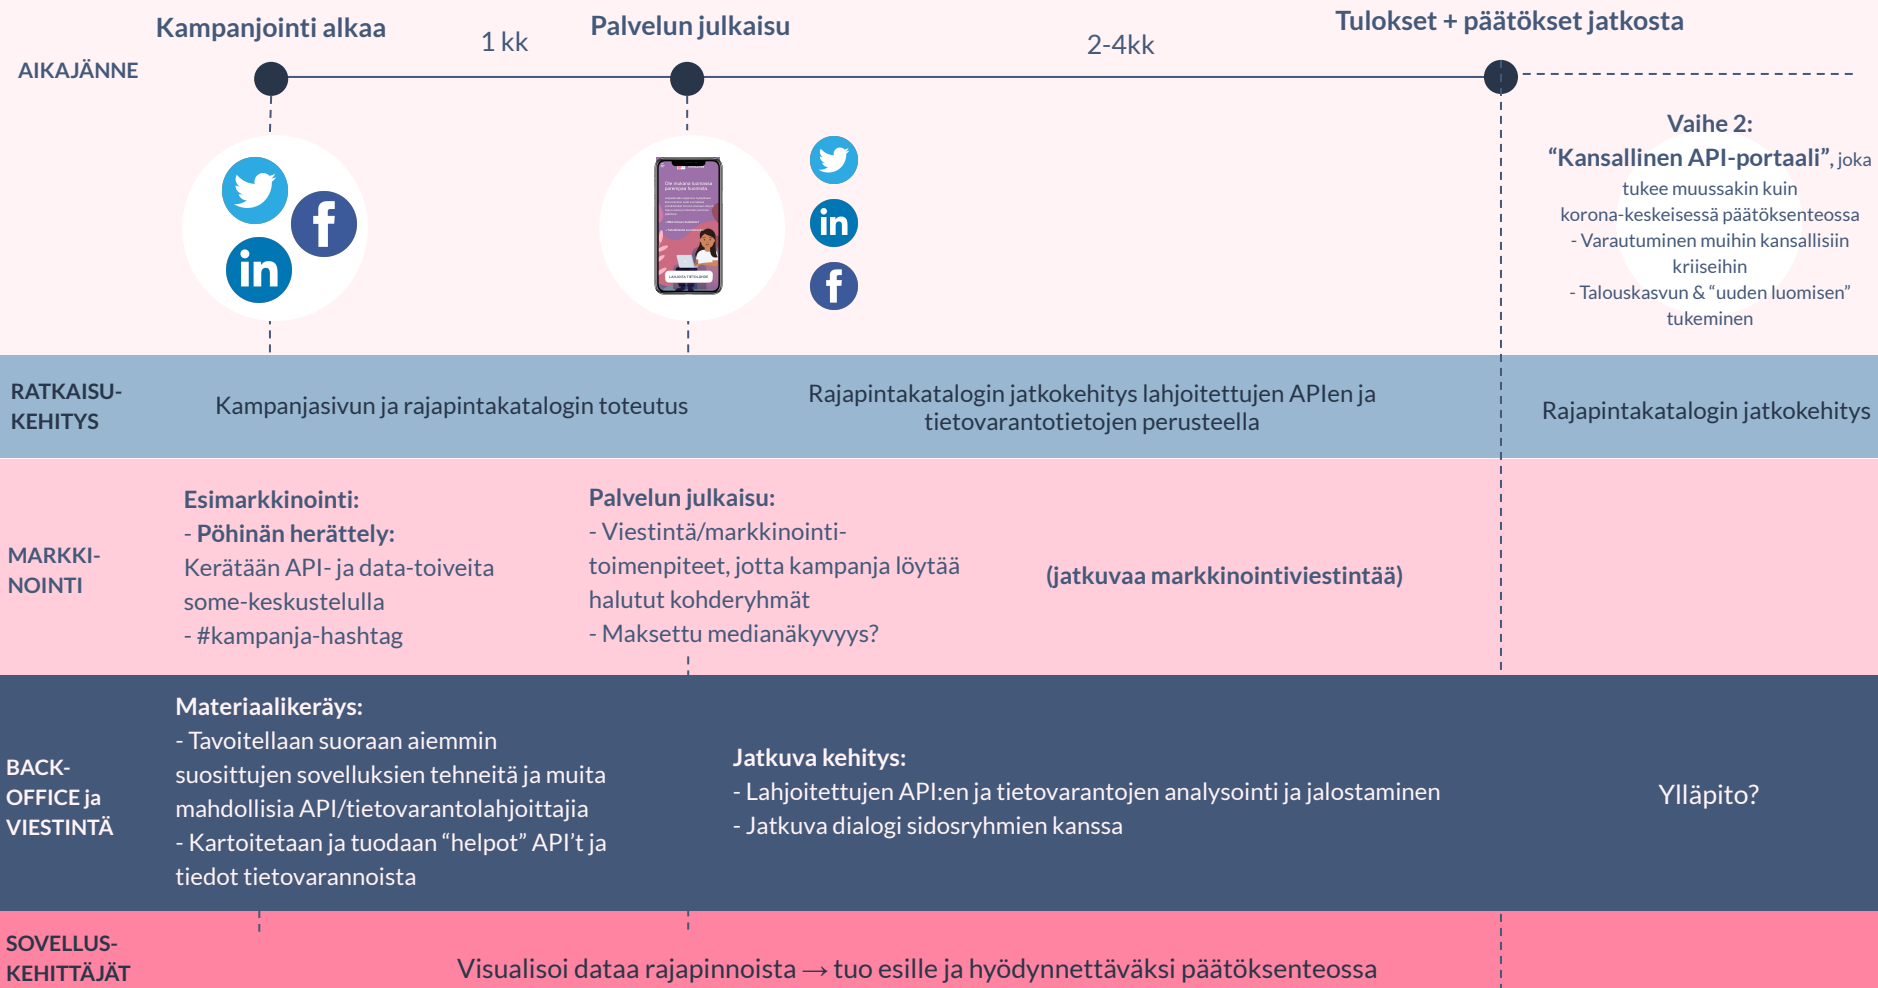 Kampanjointi alkaa
1 kk
Palvelun julkaisu
2-4kk
Tulokset + päätökset jatkosta
AIKAJÄNNE
in
f
LAHJOITA TIETOLÄHDE
in
f
Vaihe 2:
“Kansallinen API-portaali”, joka
tukee muussakin kuin
korona-keskeisessä päätöksenteossa
- Varautuminen muihin kansallisiin
kriiseihin
- Talouskasvun & “uuden luomisen”
tukeminen
RATKAISU-
KEHITYS
Kampanjasivun ja rajapintakatalogin toteutus
Rajapintakatalogin jatkokehitys lahjoitettujen APIen ja
tietovarantotietojen perusteella
Rajapintakatalogin jatkokehitys
MARKKI-
NOINTI
Esimarkkinointi:
- Pöhinän herättely:
Kerätään API- ja data-toiveita
some-keskustelulla
- #kampanja-hashtag
Palvelun julkaisu:
- Viestintä/markkinointi-
toimenpiteet, jotta kampanja löytää
halutut kohderyhmät
- Maksettu medianäkyvyys?
(jatkuvaa markkinointiviestintää)
BACK-
OFFICE ja
VIESTINTÄ
Materiaalikeräys:
- Tavoitellaan suoraan aiemmin
suosittujen sovelluksien tehneitä ja muita
mahdollisia API/tietovarantolahjoittajia
- Kartoitetaan ja tuodaan “helpot” API’t ja
tiedot tietovarannoista
Jatkuva kehitys:
- Lahjoitettujen API:en ja tietovarantojen analysointi ja jalostaminen
- Jatkuva dialogi sidosryhmien kanssa
Ylläpito?
SOVELLUS-
KEHITTÄJÄT
Visualisoi dataa rajapinnoista → tuo esille ja hyödynnettäväksi päätöksenteossa